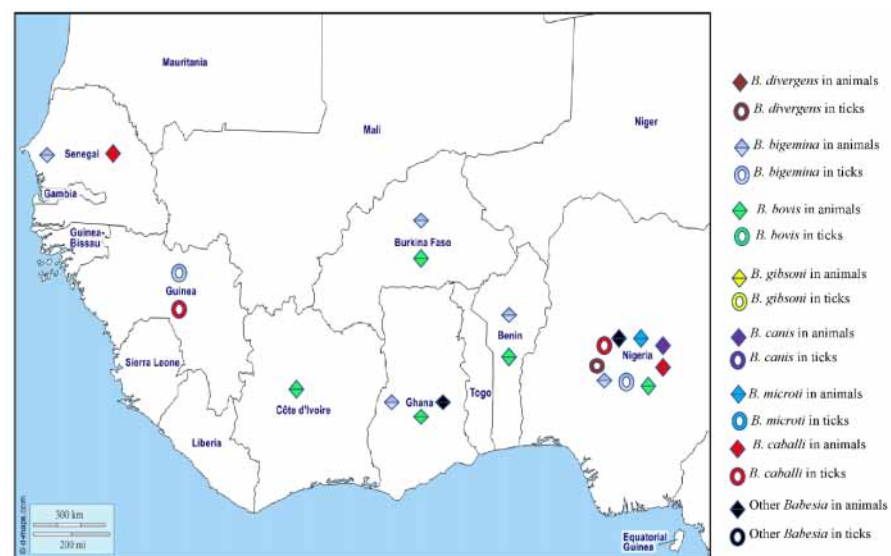 Mauritania
Mali
Niger
Senegal
Gambia
Guinea-
Bissau
Guinea
Sierra Leone
Liberia
Côte d'Ivoire
Burkina Faso
Ghana
Togo
Benin
Nigeria
Equatorial
Guinea
300 km
200 mi
© d-maps.com
B. divergens in animals
B. divergens in ticks
B. bigemina in animals
B. bigemina in ticks
B. bovis in animals
B. bovis in ticks
B. gibsoni in animals
B. gibsoni in ticks
B. canis in animals
B. canis in ticks
B. microti in animals
B. microti in ticks
B. caballi in animals
B. caballi in ticks
Other Babesia in animals
Other Babesia in ticks